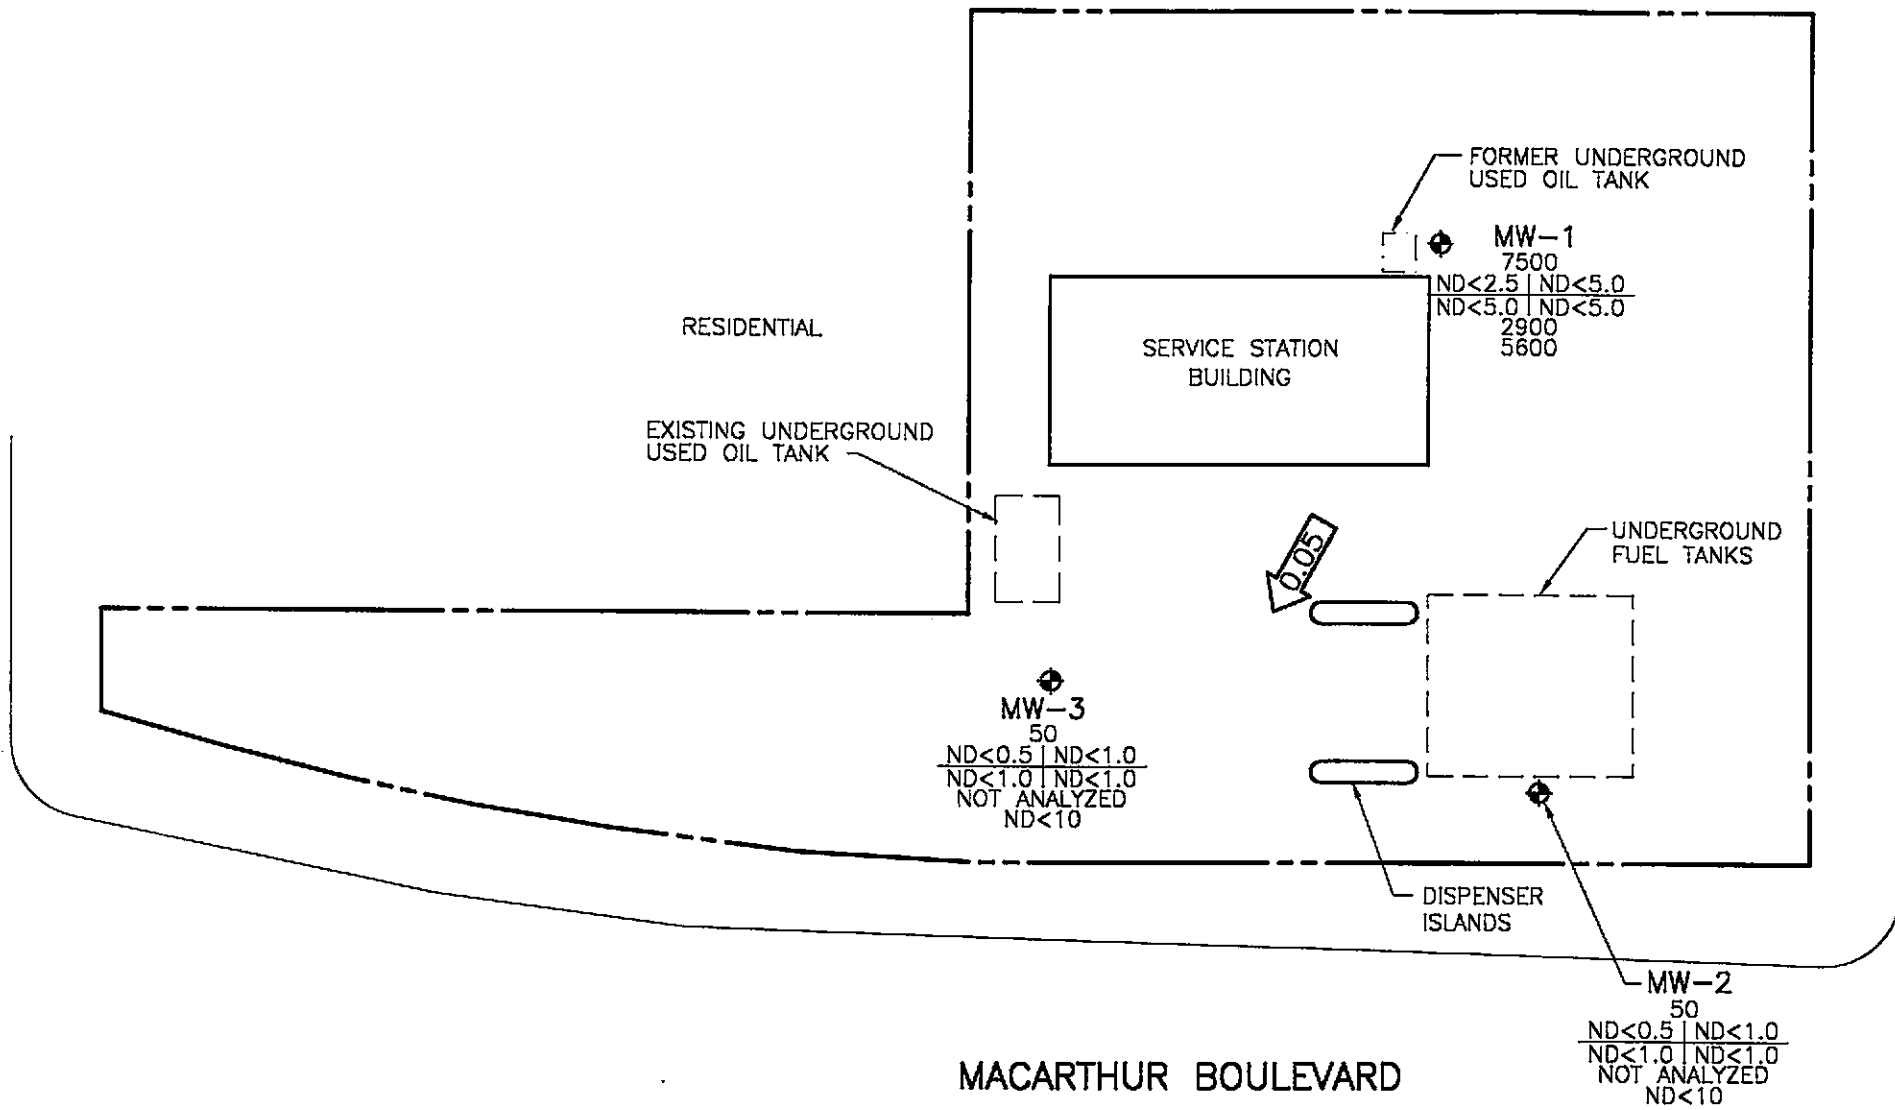 FORMER UNDERGROUND
USED OIL TANK
MW-1
7500
ND<2.5 | ND<5.0
ND<5.0 | ND<5.0
2900
5600
RESIDENTIAL
SERVICE STATION
BUILDING
EXISTING UNDERGROUND
USED OIL TANK
0.05
UNDERGROUND
FUEL TANKS
MW-3
50
ND<0.5 | ND<1.0
ND<1.0 | ND<1.0
NOT ANALYZED
ND<10
DISPENSER
ISLANDS
MW-2
50
ND<0.5 | ND<1.0
ND<1.0 | ND<1.0
NOT ANALYZED
ND<10
MACARTHUR BOULEVARD